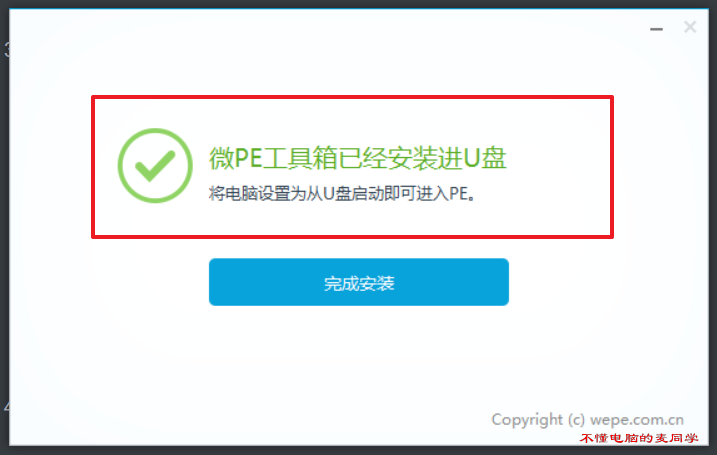 微PE工具箱已经安装进U盘
将电脑设置为从U盘启动即可进入PE。
完成安装
Copyright (c) wepe.com.cn
不懂电脑的麦同学